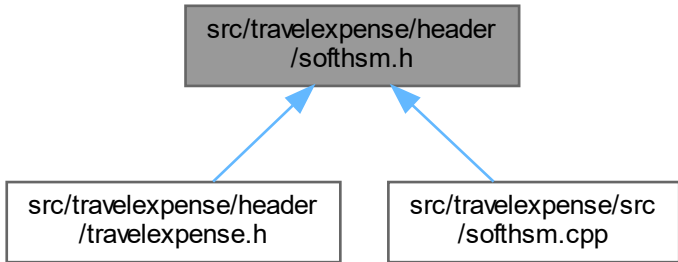 src/travelexpense/header
/softhsm.h
src/travelexpense/header
/travelexpense.h
src/travelexpense/src
/softhsm.cpp